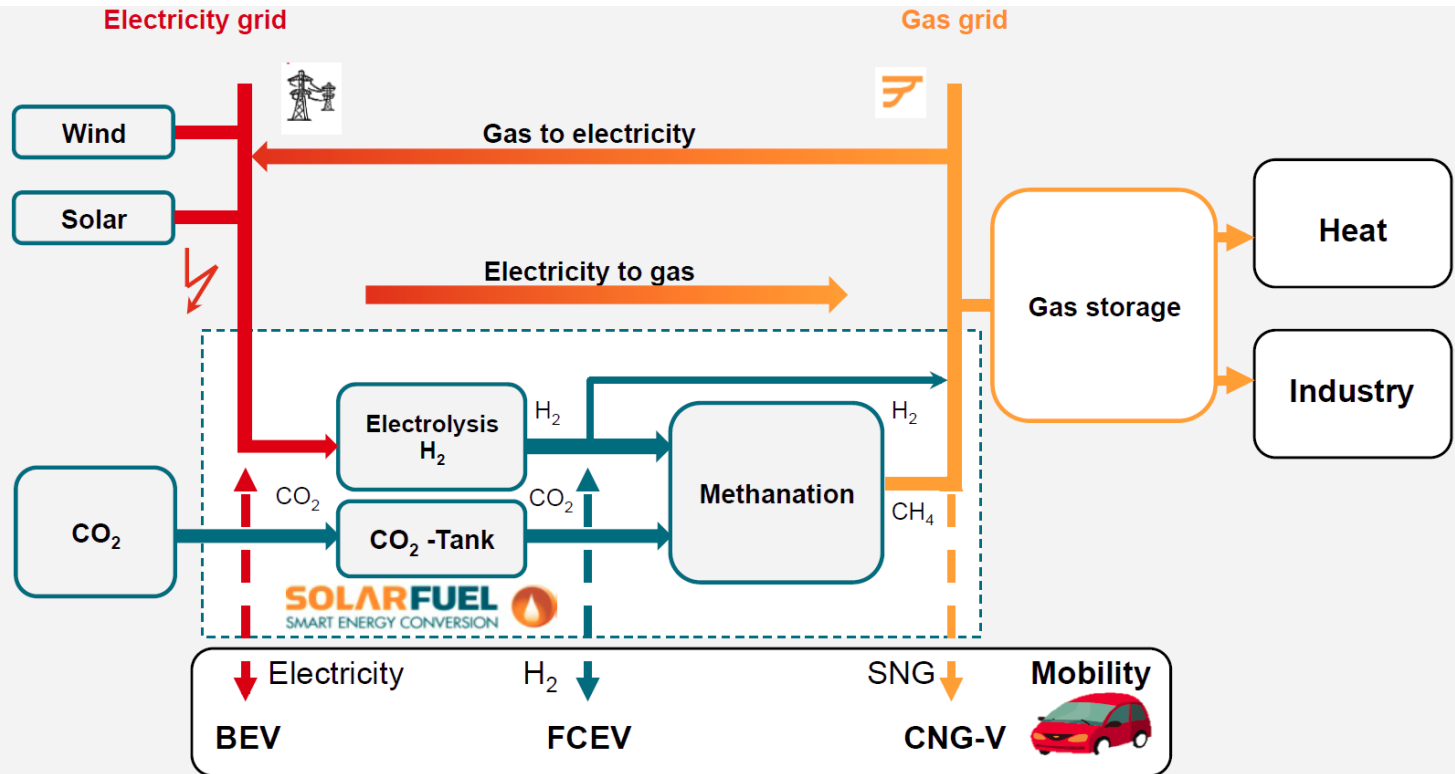 Electricity grid
Gas grid
Wind
Gas to electricity
Solar
Heat
Electricity to gas
Gas storage
Industry
Electrolysis
H₂
H₂
H₂
Methanation
CO₂
CO₂
CO₂
CO₂ -Tank
CH₄
SOLARFUEL
SMART ENERGY CONVERSION
Electricity
H₂
SNG
Mobility
BEV
FCEV
CNG-V